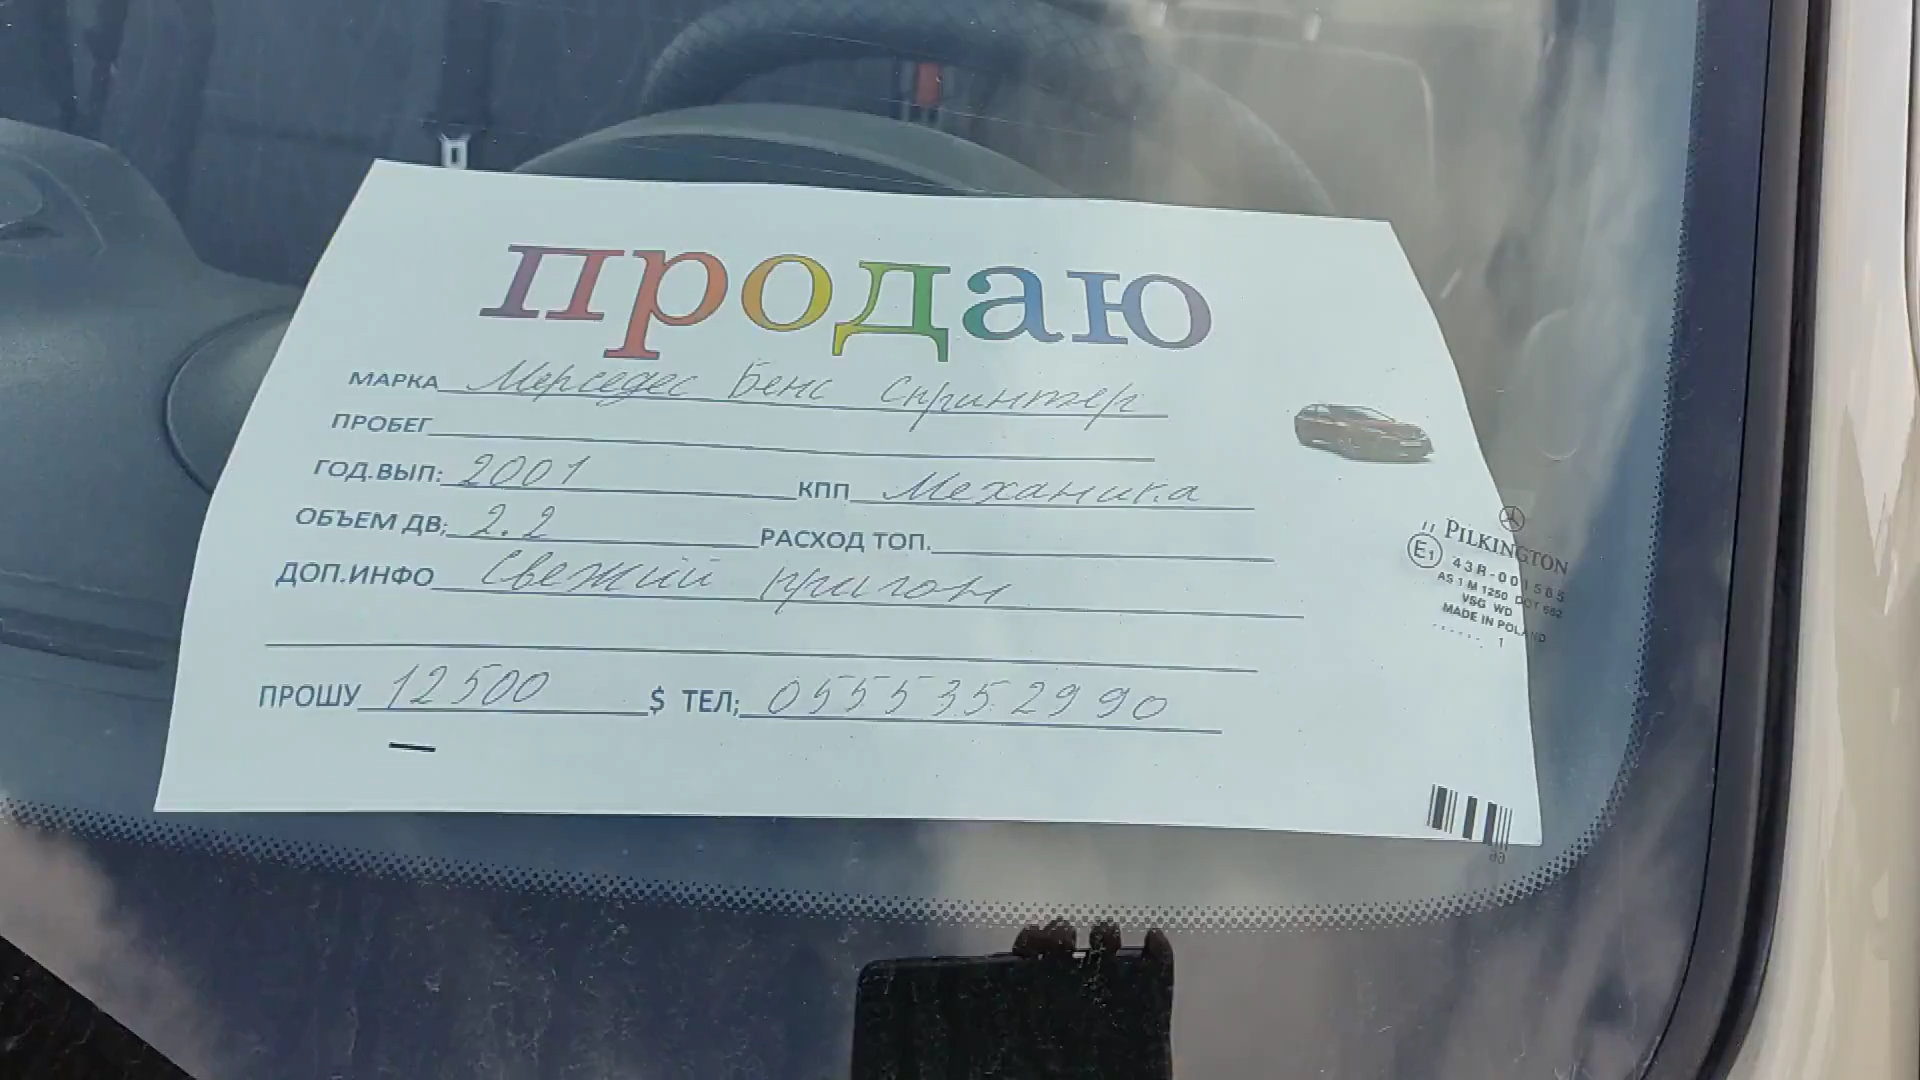 продаю
МАРКА Мерседес Бенс Спринтер
ПРОБЕГ
ГОД.ВЫП: 2001 КПП Механика
ОБЪЕМ ДВ; 2.2 РАСХОД ТОП.
ДОП.ИНФО Свежий пригон
ПРОШУ 12500 $ ТЕЛ; 0555352990
PILKINGTON
E1 43R-001585
AS 1 M 1250 DOT 562
VSG WD
MADE IN POLAND
...... 1